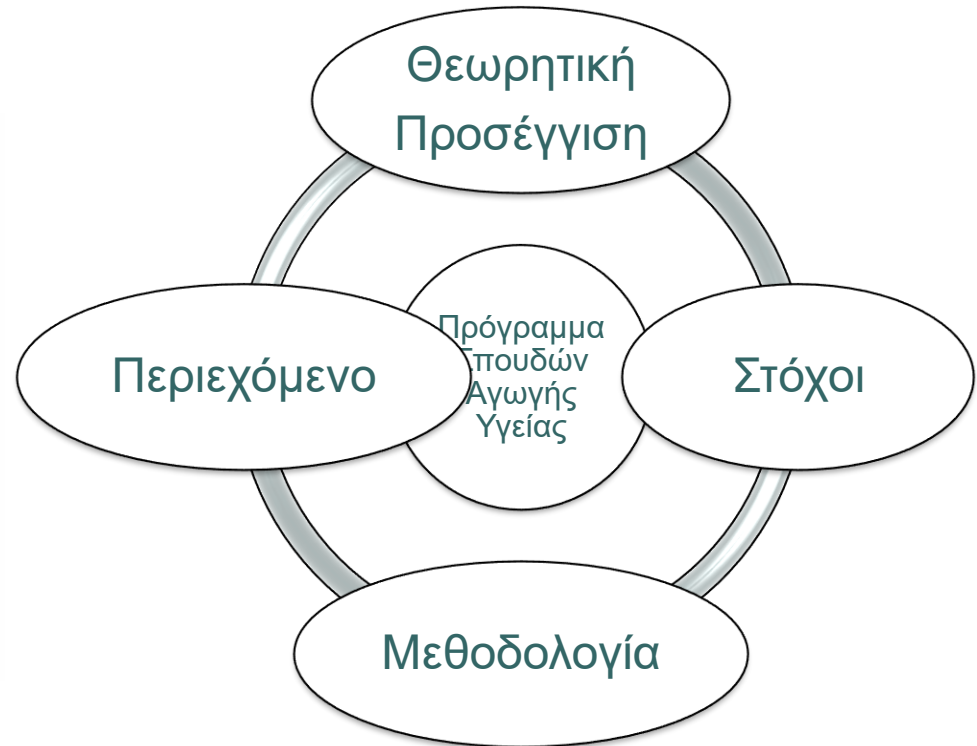 Θεωρητική
Προσέγγιση
Πρόγραμμα
Σπουδών
Αγωγής
Υγείας
Περιεχόμενο
Στόχοι
Μεθοδολογία